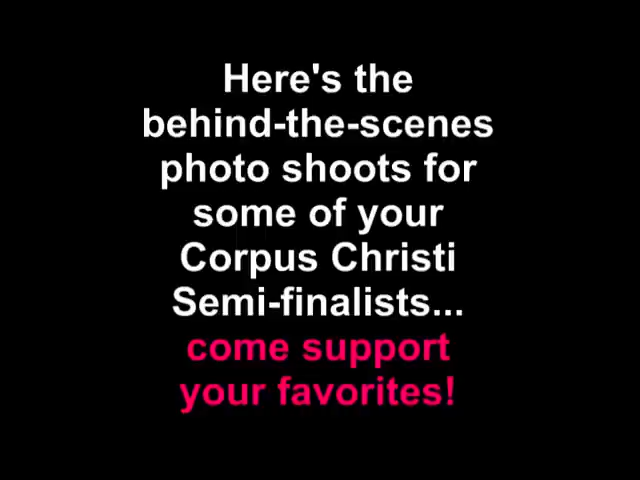 Here's the
behind-the-scenes
photo shoots for
some of your
Corpus Christi
Semi-finalists...
come support
your favorites!